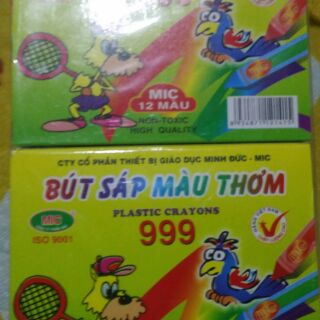 MIC
12 MÀU
NON-TOXIC
HIGH QUALITY
CTY CỔ PHẦN THIẾT BỊ GIÁO DỤC MINH ĐỨC - MIC
BÚT SÁP MÀU THƠM
PLASTIC CRAYONS
999
MIC
ISO 9001